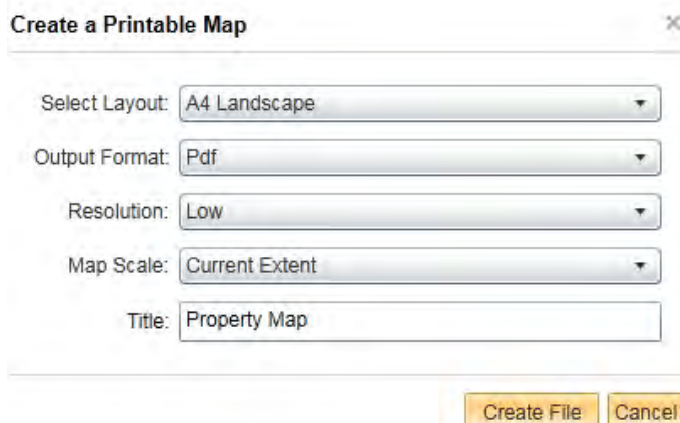 Create a Printable Map
Select Layout: A4 Landscape
Output Format: Pdf
Resolution: Low
Map Scale: Current Extent
Title: Property Map
Create File Cancel